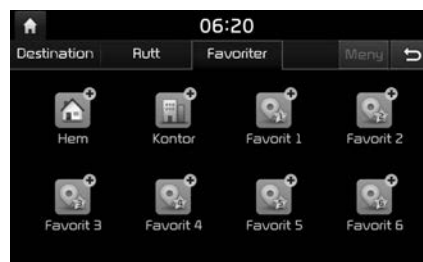 06:20
Destination Rutt Favoriter Meny
Hem Kontor Favorit 1 Favorit 2
Favorit 3 Favorit 4 Favorit 5 Favorit 6